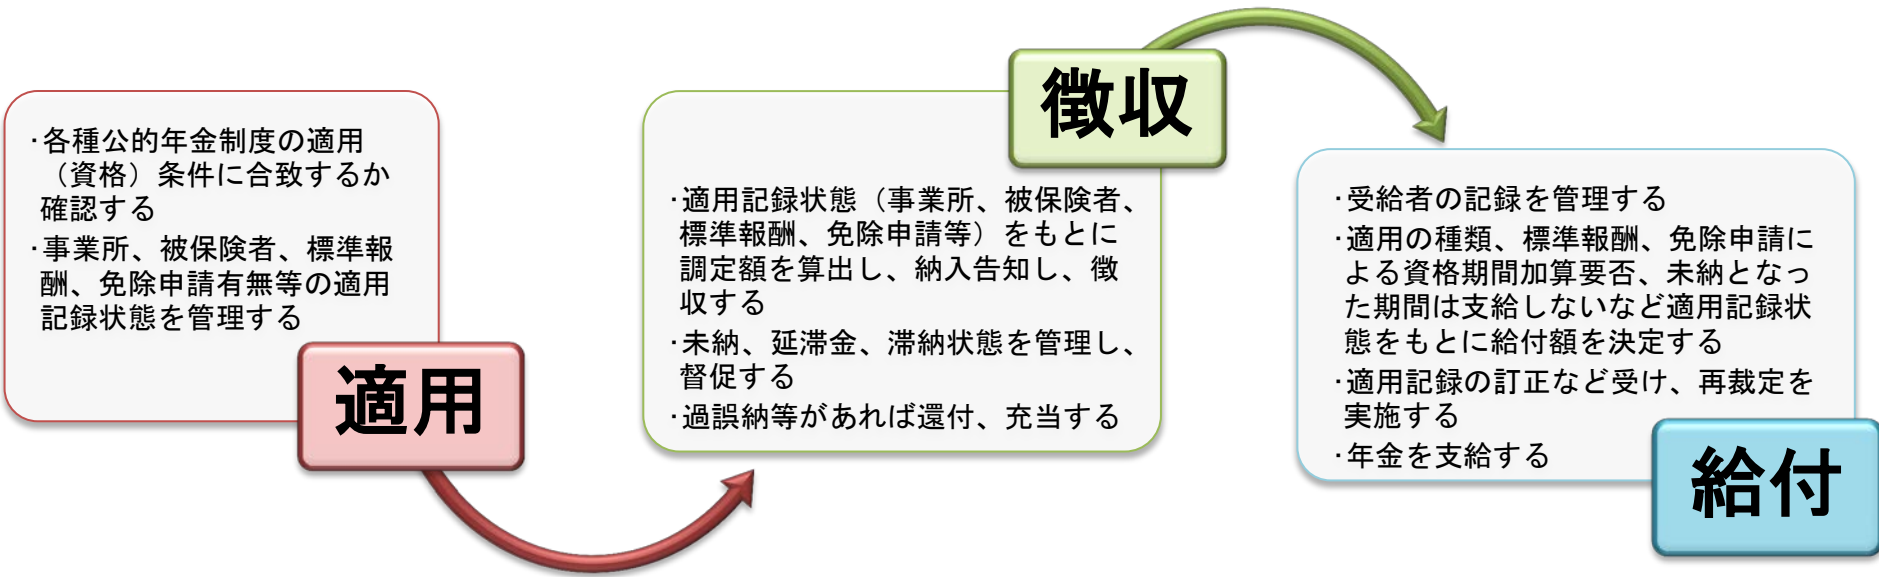 ・各種公的年金制度の適用
（資格）条件に合致するか
確認する
・事業所、被保険者、標準報
酬、免除申請有無等の適用
記録状態を管理する
適用
徴収
・適用記録状態（事業所、被保険者、
標準報酬、免除申請等）をもとに
調定額を算出し、納入告知し、徴
収する
・未納、延滞金、滞納状態を管理し、
督促する
・過誤納等があれば還付、充当する
・受給者の記録を管理する
・適用の種類、標準報酬、免除申請に
よる資格期間加算要否、未納となっ
た期間は支給しないなど適用記録状
態をもとに給付額を決定する
・適用記録の訂正など受け、再裁定を
実施する
・年金を支給する
給付